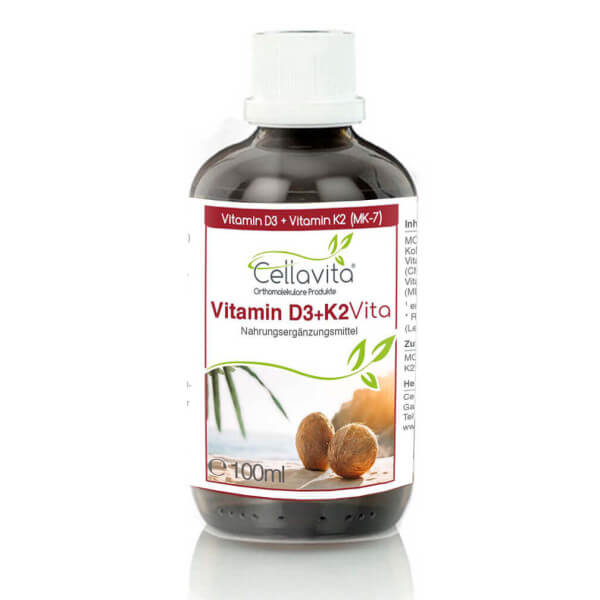 Vitamin D3 + Vitamin K2 (MK-7)
Cellavita®
Orthomolekulare Produkte
Vitamin D3+K2Vita
Nahrungsergänzungsmittel
℮ 100ml